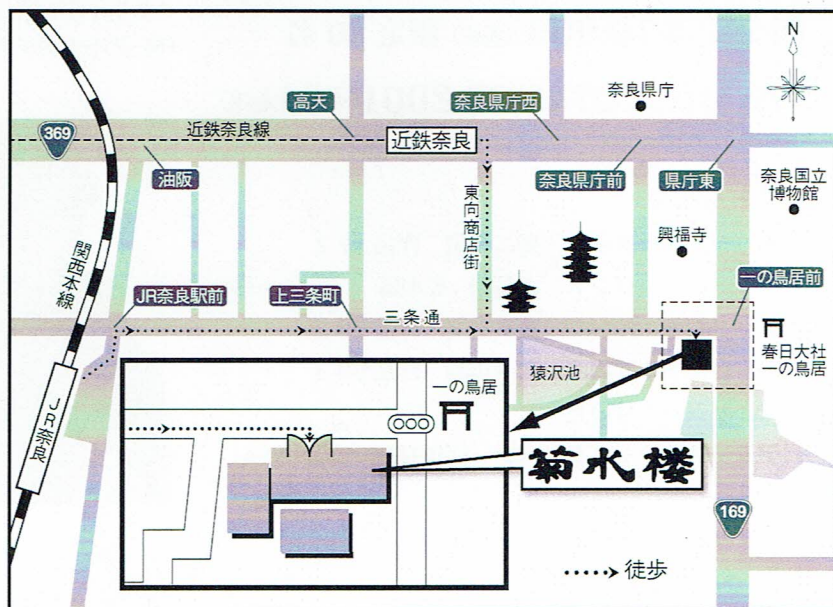 N
奈良県庁
高天
奈良県庁西
369
近鉄奈良線
近鉄奈良
油阪
奈良県庁前
県庁東
奈良国立
博物館
東向商店街
興福寺
関西本線
JR奈良駅前
上三条町
一の鳥居前
三条通
春日大社
一の鳥居
猿沢池
JR奈良
一の鳥居
菊水楼
169
徒歩